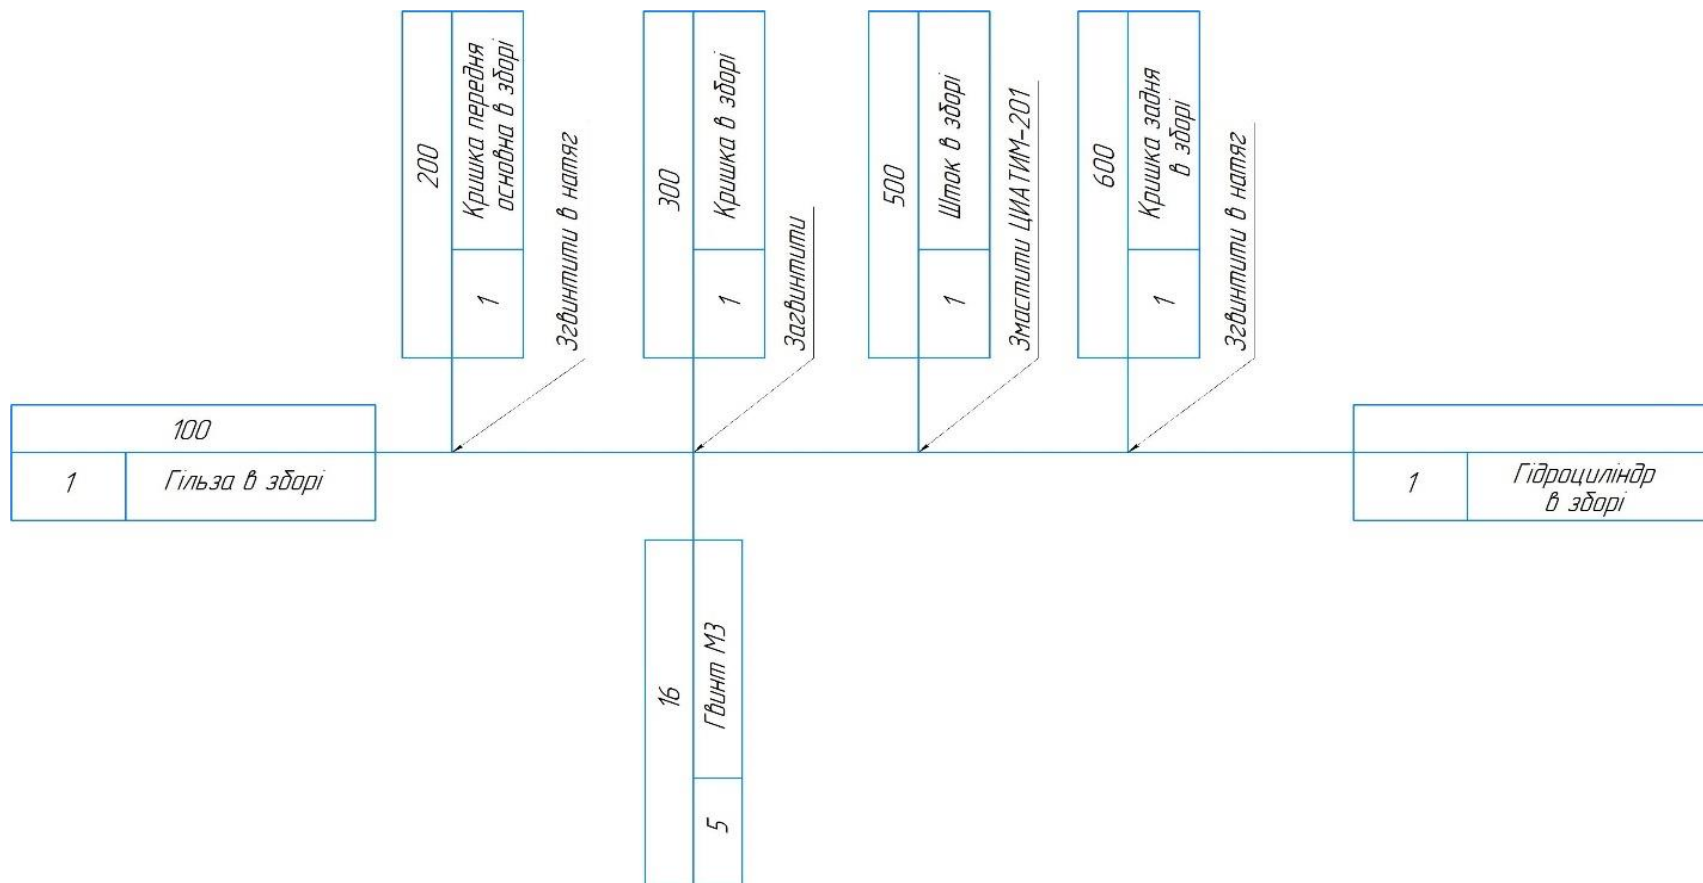 200
Кришка передня
основна в зборі
1
Згвинтити в натяг
300
Кришка в зборі
1
Загвинтити
500
Шток в зборі
1
Змастити ЦИАТИМ-201
600
Кришка задня
в зборі
1
Згвинтити в натяг
100
1
Гільза в зборі
1
Гідроциліндр
в зборі
16
Гвинт М3
5